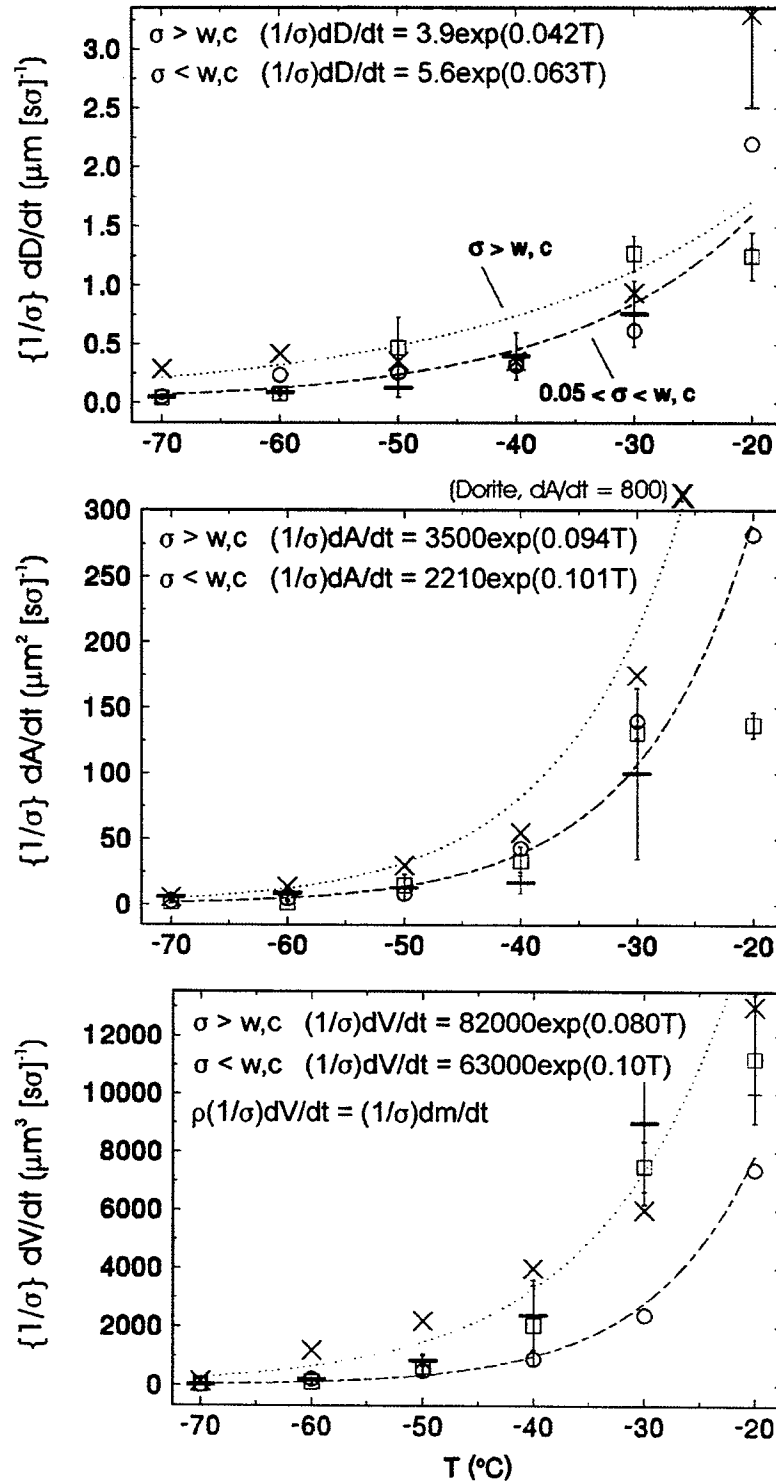 σ > w,c (1/σ)dD/dt = 3.9exp(0.042T)
σ < w,c (1/σ)dD/dt = 5.6exp(0.063T)
{1/σ} dD/dt (μm [sσ]⁻¹)
3.0
2.5
2.0
1.5
1.0
0.5
0.0
σ > w, c
0.05 < σ < w, c
-70 -60 -50 -40 -30 -20
(Dorite, dA/dt = 800)
σ > w,c (1/σ)dA/dt = 3500exp(0.094T)
σ < w,c (1/σ)dA/dt = 2210exp(0.101T)
{1/σ} dA/dt (μm² [sσ]⁻¹)
300
250
200
150
100
50
0
-70 -60 -50 -40 -30 -20
σ > w,c (1/σ)dV/dt = 82000exp(0.080T)
σ < w,c (1/σ)dV/dt = 63000exp(0.10T)
ρ(1/σ)dV/dt = (1/σ)dm/dt
{1/σ} dV/dt (μm³ [sσ]⁻¹)
12000
10000
8000
6000
4000
2000
0
-70 -60 -50 -40 -30 -20
T (°C)